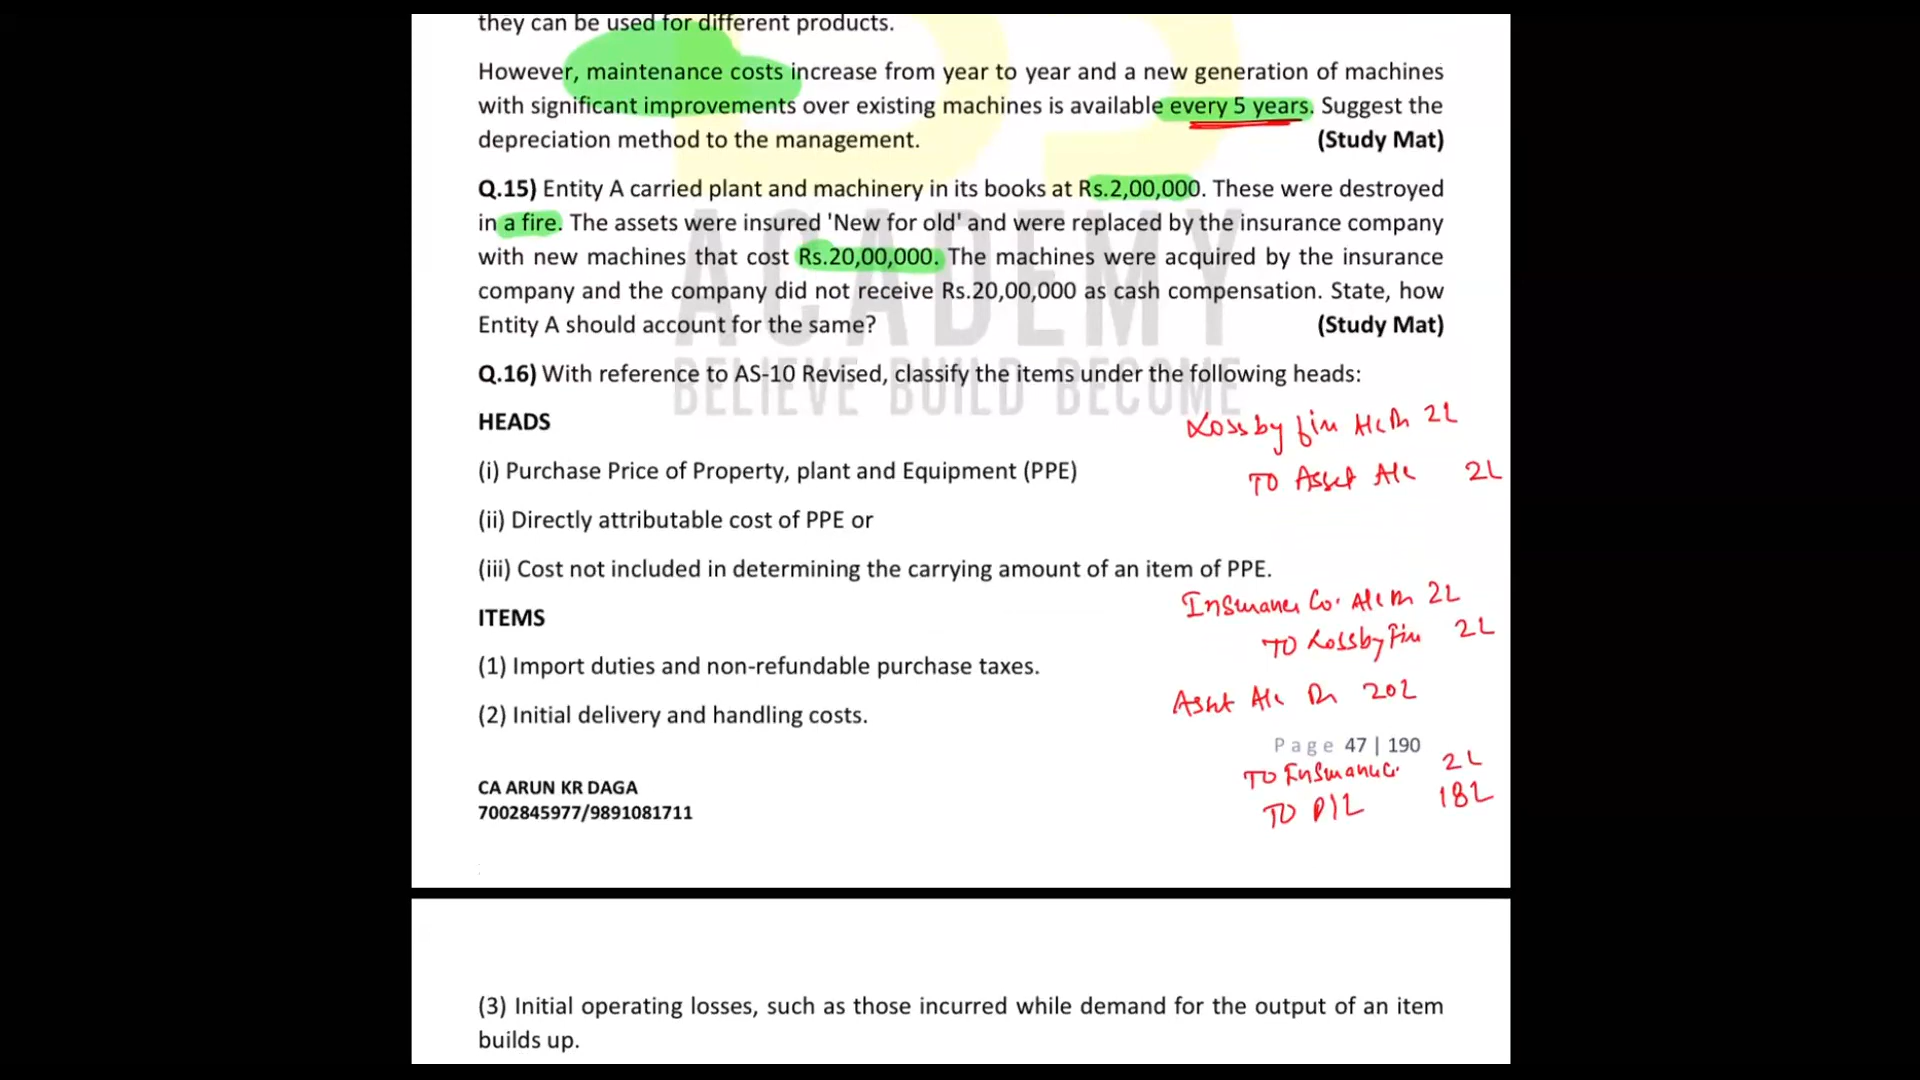 they can be used for different products.
However, maintenance costs increase from year to year and a new generation of machines
with significant improvements over existing machines is available every 5 years. Suggest the
depreciation method to the management. (Study Mat)
Q.15) Entity A carried plant and machinery in its books at Rs.2,00,000. These were destroyed
in a fire. The assets were insured 'New for old' and were replaced by the insurance company
with new machines that cost Rs.20,00,000. The machines were acquired by the insurance
company and the company did not receive Rs.20,00,000 as cash compensation. State, how
Entity A should account for the same? (Study Mat)
ACADEMY
Q.16) With reference to AS-10 Revised, classify the items under the following heads:
BELIEVE BUILD BECOME
HEADS
Loss by fire A/c Dr 2L
(i) Purchase Price of Property, plant and Equipment (PPE)
TO Asset A/c 2L
(ii) Directly attributable cost of PPE or
(iii) Cost not included in determining the carrying amount of an item of PPE.
Insurance Co. A/c Dr 2L
ITEMS
TO Loss by Fire 2L
(1) Import duties and non-refundable purchase taxes.
Asset A/c Dr 20L
(2) Initial delivery and handling costs.
Page 47 | 190
TO Insurance Co. 2L
CA ARUN KR DAGA
TO P/L 18L
7002845977/9891081711
(3) Initial operating losses, such as those incurred while demand for the output of an item
builds up.